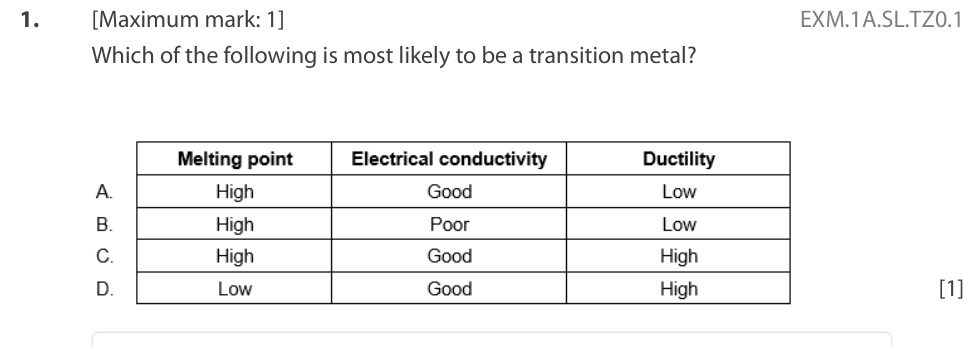 1. [Maximum mark: 1] EXM.1A.SL.TZ0.1
Which of the following is most likely to be a transition metal?
Melting point Electrical conductivity Ductility
A. High Good Low
B. High Poor Low
C. High Good High
D. Low Good High [1]